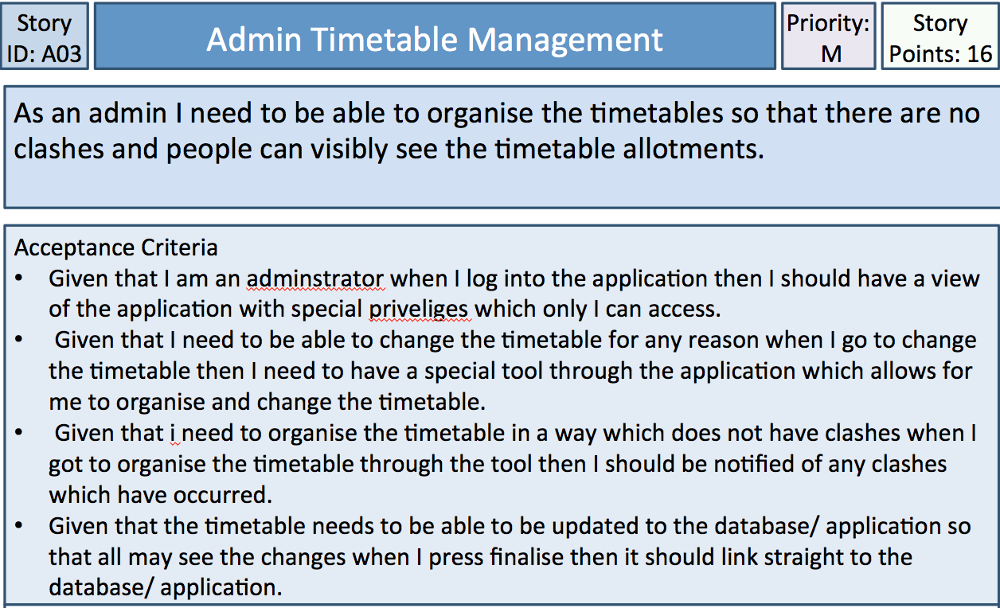 Story
ID: A03
Admin Timetable Management
Priority:
M
Story
Points: 16
As an admin I need to be able to organise the timetables so that there are no
clashes and people can visibly see the timetable allotments.
Acceptance Criteria
• Given that I am an adminstrator when I log into the application then I should have a view
of the application with special priveliges which only I can access.
• Given that I need to be able to change the timetable for any reason when I go to change
the timetable then I need to have a special tool through the application which allows for
me to organise and change the timetable.
• Given that i need to organise the timetable in a way which does not have clashes when I
got to organise the timetable through the tool then I should be notified of any clashes
which have occurred.
• Given that the timetable needs to be able to be updated to the database/ application so
that all may see the changes when I press finalise then it should link straight to the
database/ application.